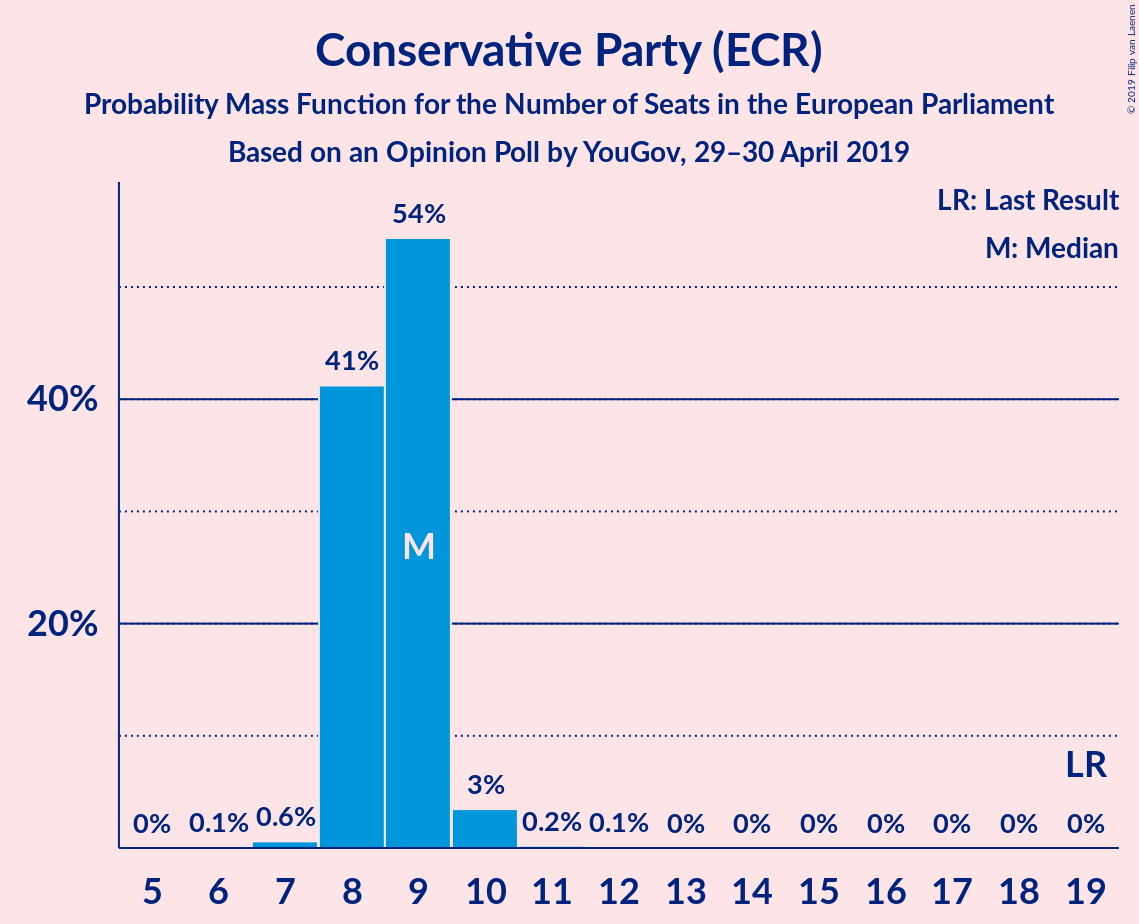 Conservative Party (ECR)
Probability Mass Function for the Number of Seats in the European Parliament
Based on an Opinion Poll by YouGov, 29–30 April 2019
© 2019 Filip van Laenen
LR: Last Result
M: Median
54%
41%
40%
M
20%
LR
3%
0% 0.1% 0.6% 0.2% 0.1% 0% 0% 0% 0% 0% 0% 0%
5 6 7 8 9 10 11 12 13 14 15 16 17 18 19